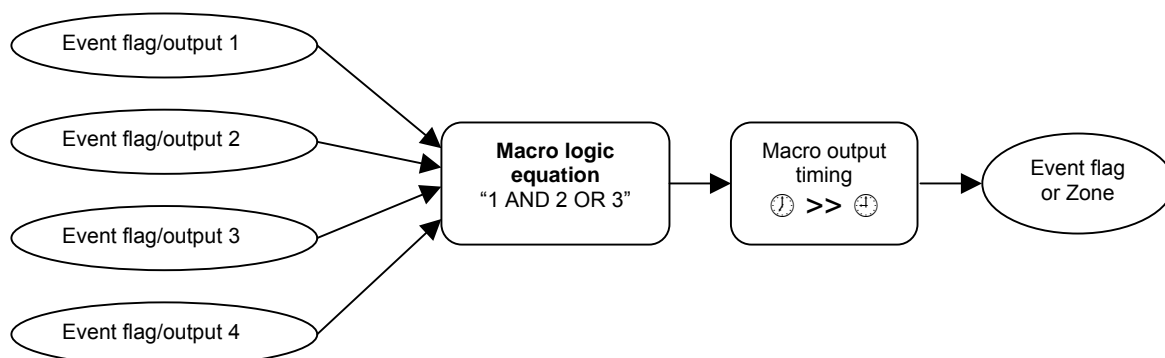 Event flag/output 1
Event flag/output 2
Event flag/output 3
Event flag/output 4
Macro logic
equation
“1 AND 2 OR 3”
Macro output
timing
🕖 >> 🕘
Event flag
or Zone